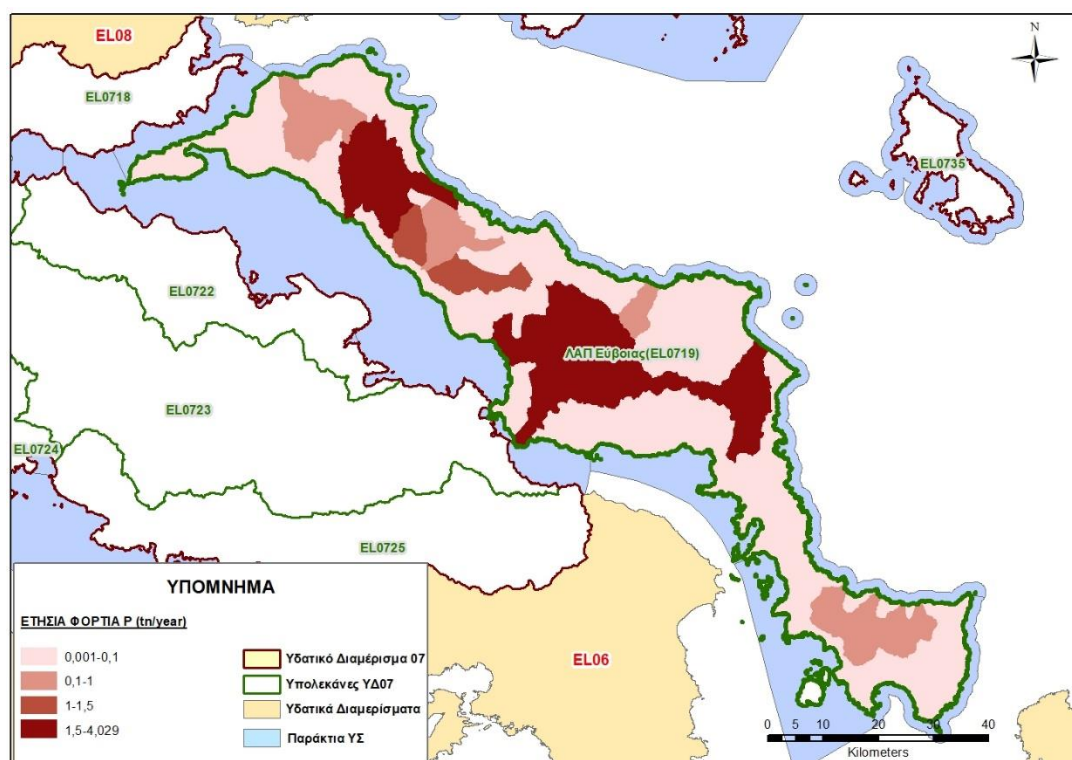 EL08
N
EL0718
EL0735
EL0722
ΛΑΠ Εύβοιας(EL0719)
EL0723
EL0724
EL0725
EL06
ΥΠΟΜΝΗΜΑ
ΕΤΗΣΙΑ ΦΟΡΤΙΑ P (tn/year)
0,001-0,1
0,1-1
1-1,5
1,5-4,029
Υδατικό Διαμέρισμα 07
Υπολεκάνες ΥΔ07
Υδατικά Διαμερίσματα
Παράκτια ΥΣ
0 5 10 20 30 40
Kilometers